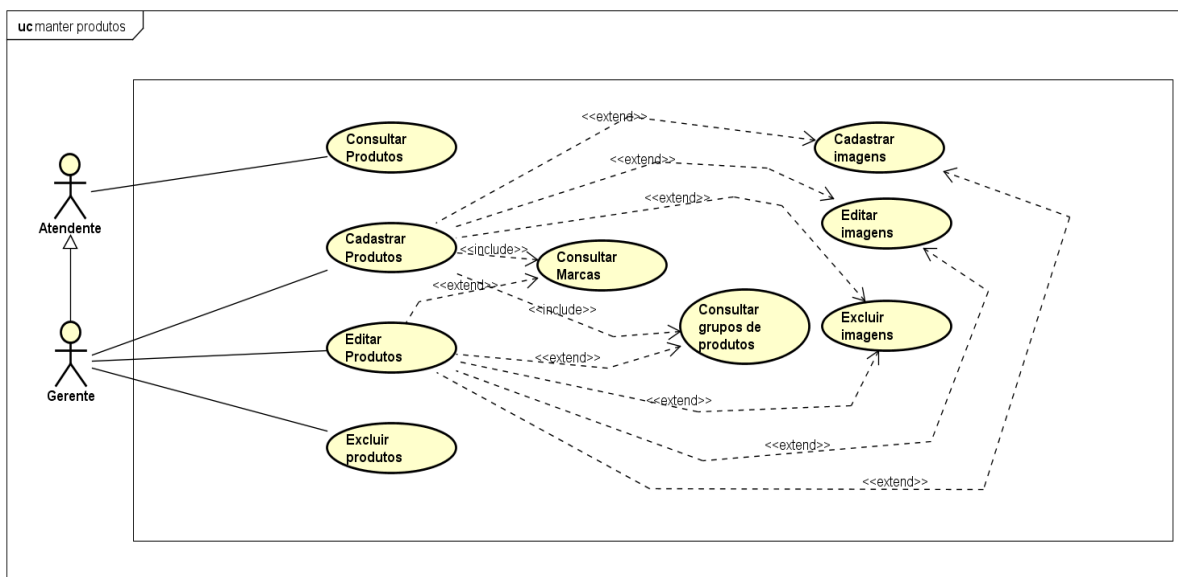 uc manter produtos
Consultar
Produtos
Atendente
Cadastrar
Produtos
Editar
Produtos
Gerente
Excluir
produtos
<<include>>
Consultar
Marcas
<<extend>>
<<include>>
Consultar
grupos de
produtos
<<extend>>
<<extend>>
Cadastrar
imagens
<<extend>>
Editar
imagens
<<extend>>
Excluir
imagens
<<extend>>
<<extend>>
<<extend>>